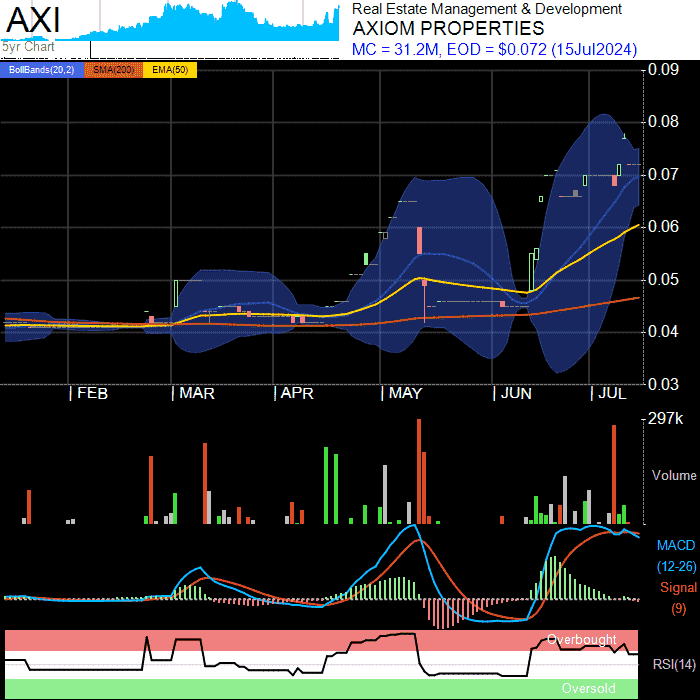 AXI
5yr Chart
Real Estate Management & Development
AXIOM PROPERTIES
MC = 31.2M, EOD = $0.072 (15Jul2024)
BollBands(20,2) SMA(200) EMA(50)
0.09
0.08
0.07
0.06
0.05
0.04
0.03
FEB MAR APR MAY JUN JUL
297k
Volume
MACD
(12-26)
Signal
(9)
Overbought
RSI(14)
Oversold